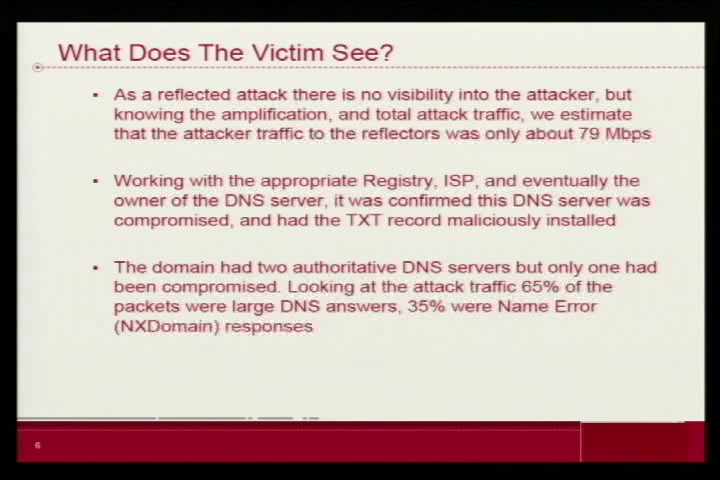 What Does The Victim See?
▪ As a reflected attack there is no visibility into the attacker, but
knowing the amplification, and total attack traffic, we estimate
that the attacker traffic to the reflectors was only about 79 Mbps
▪ Working with the appropriate Registry, ISP, and eventually the
owner of the DNS server, it was confirmed this DNS server was
compromised, and had the TXT record maliciously installed
▪ The domain had two authoritative DNS servers but only one had
been compromised. Looking at the attack traffic 65% of the
packets were large DNS answers, 35% were Name Error
(NXDomain) responses
6